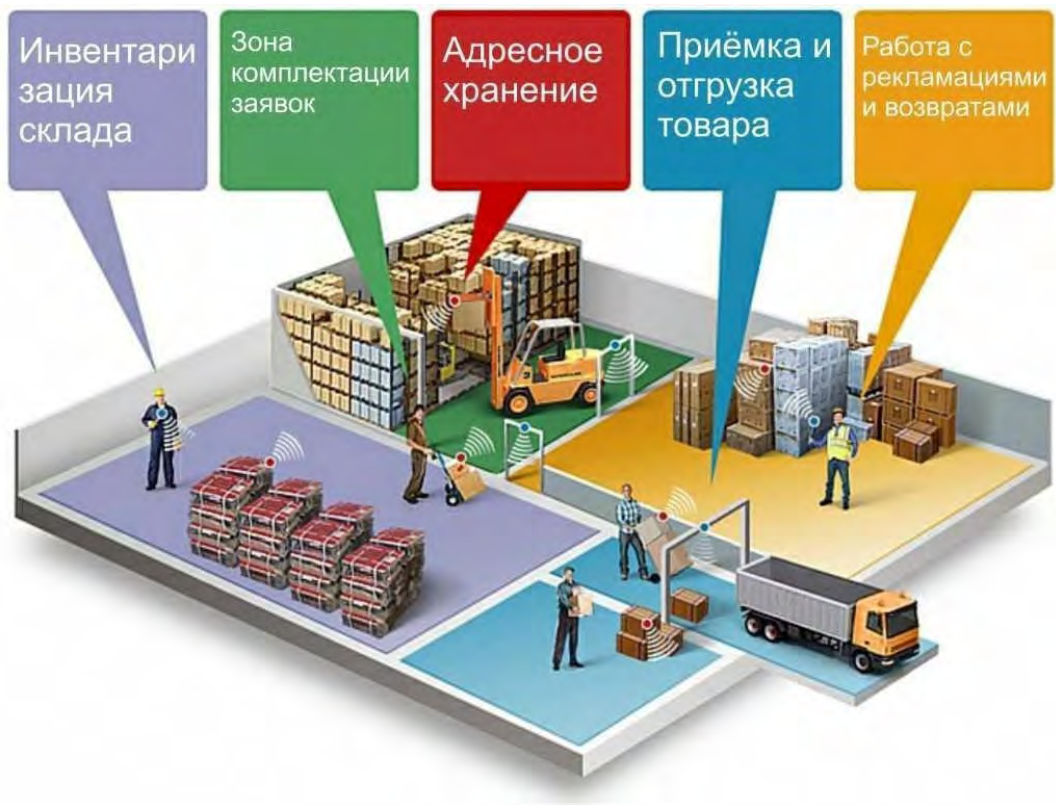 Инвентари
зация
склада
Зона
комплектации
заявок
Адресное
хранение
Приёмка и
отгрузка
товара
Работа с
рекламациями
и возвратами